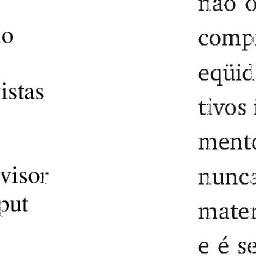 o
istas
visor
put
não o
comp
eqüid
tivos
mento
nunca
mater
e é se